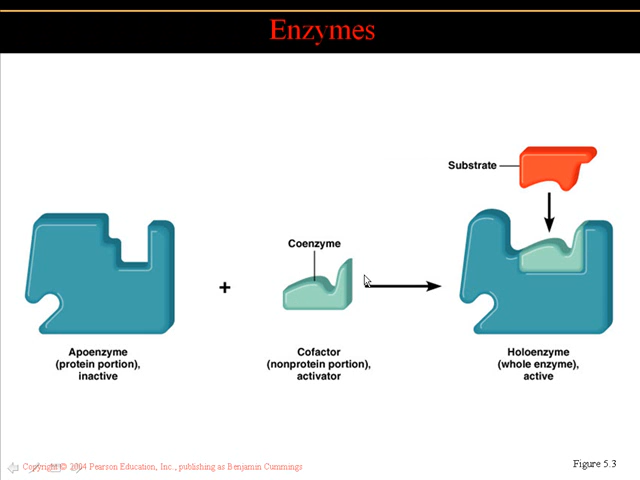 Enzymes
Substrate
Coenzyme
+
Apoenzyme
(protein portion),
inactive
Cofactor
(nonprotein portion),
activator
Holoenzyme
(whole enzyme),
active
Copyright © 2004 Pearson Education, Inc., publishing as Benjamin Cummings
Figure 5.3